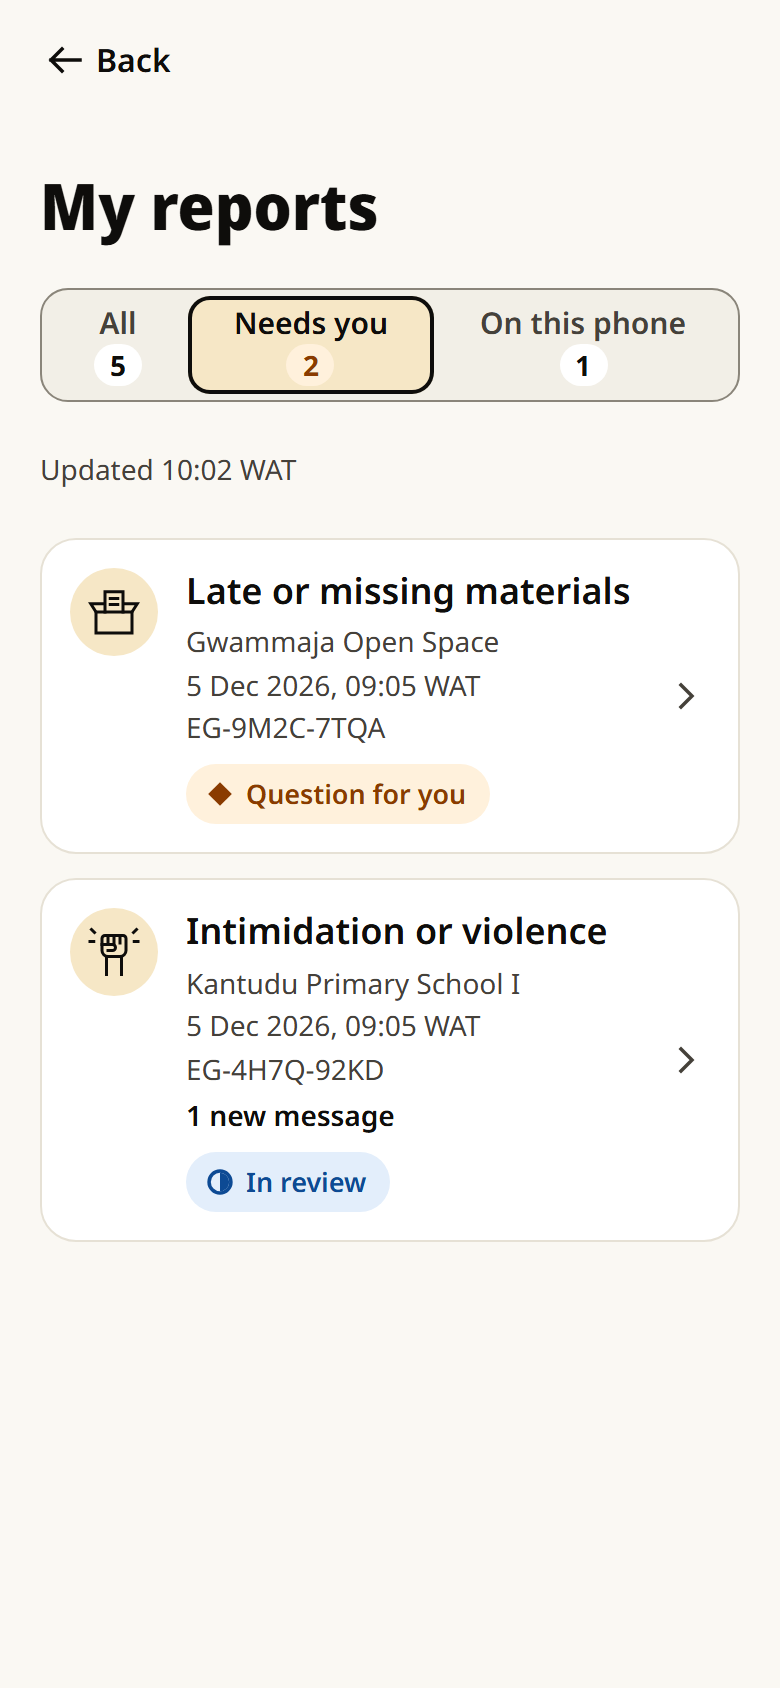 Back
My reports
All
5
Needs you
2
On this phone
1
Updated 10:02 WAT
Late or missing materials
Gwammaja Open Space
5 Dec 2026, 09:05 WAT
EG-9M2C-7TQA
Question for you
Intimidation or violence
Kantudu Primary School I
5 Dec 2026, 09:05 WAT
EG-4H7Q-92KD
1 new message
In review